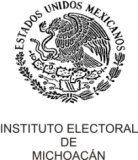 ESTADOS UNIDOS MEXICANOS
INSTITUTO ELECTORAL
DE
MICHOACÁN